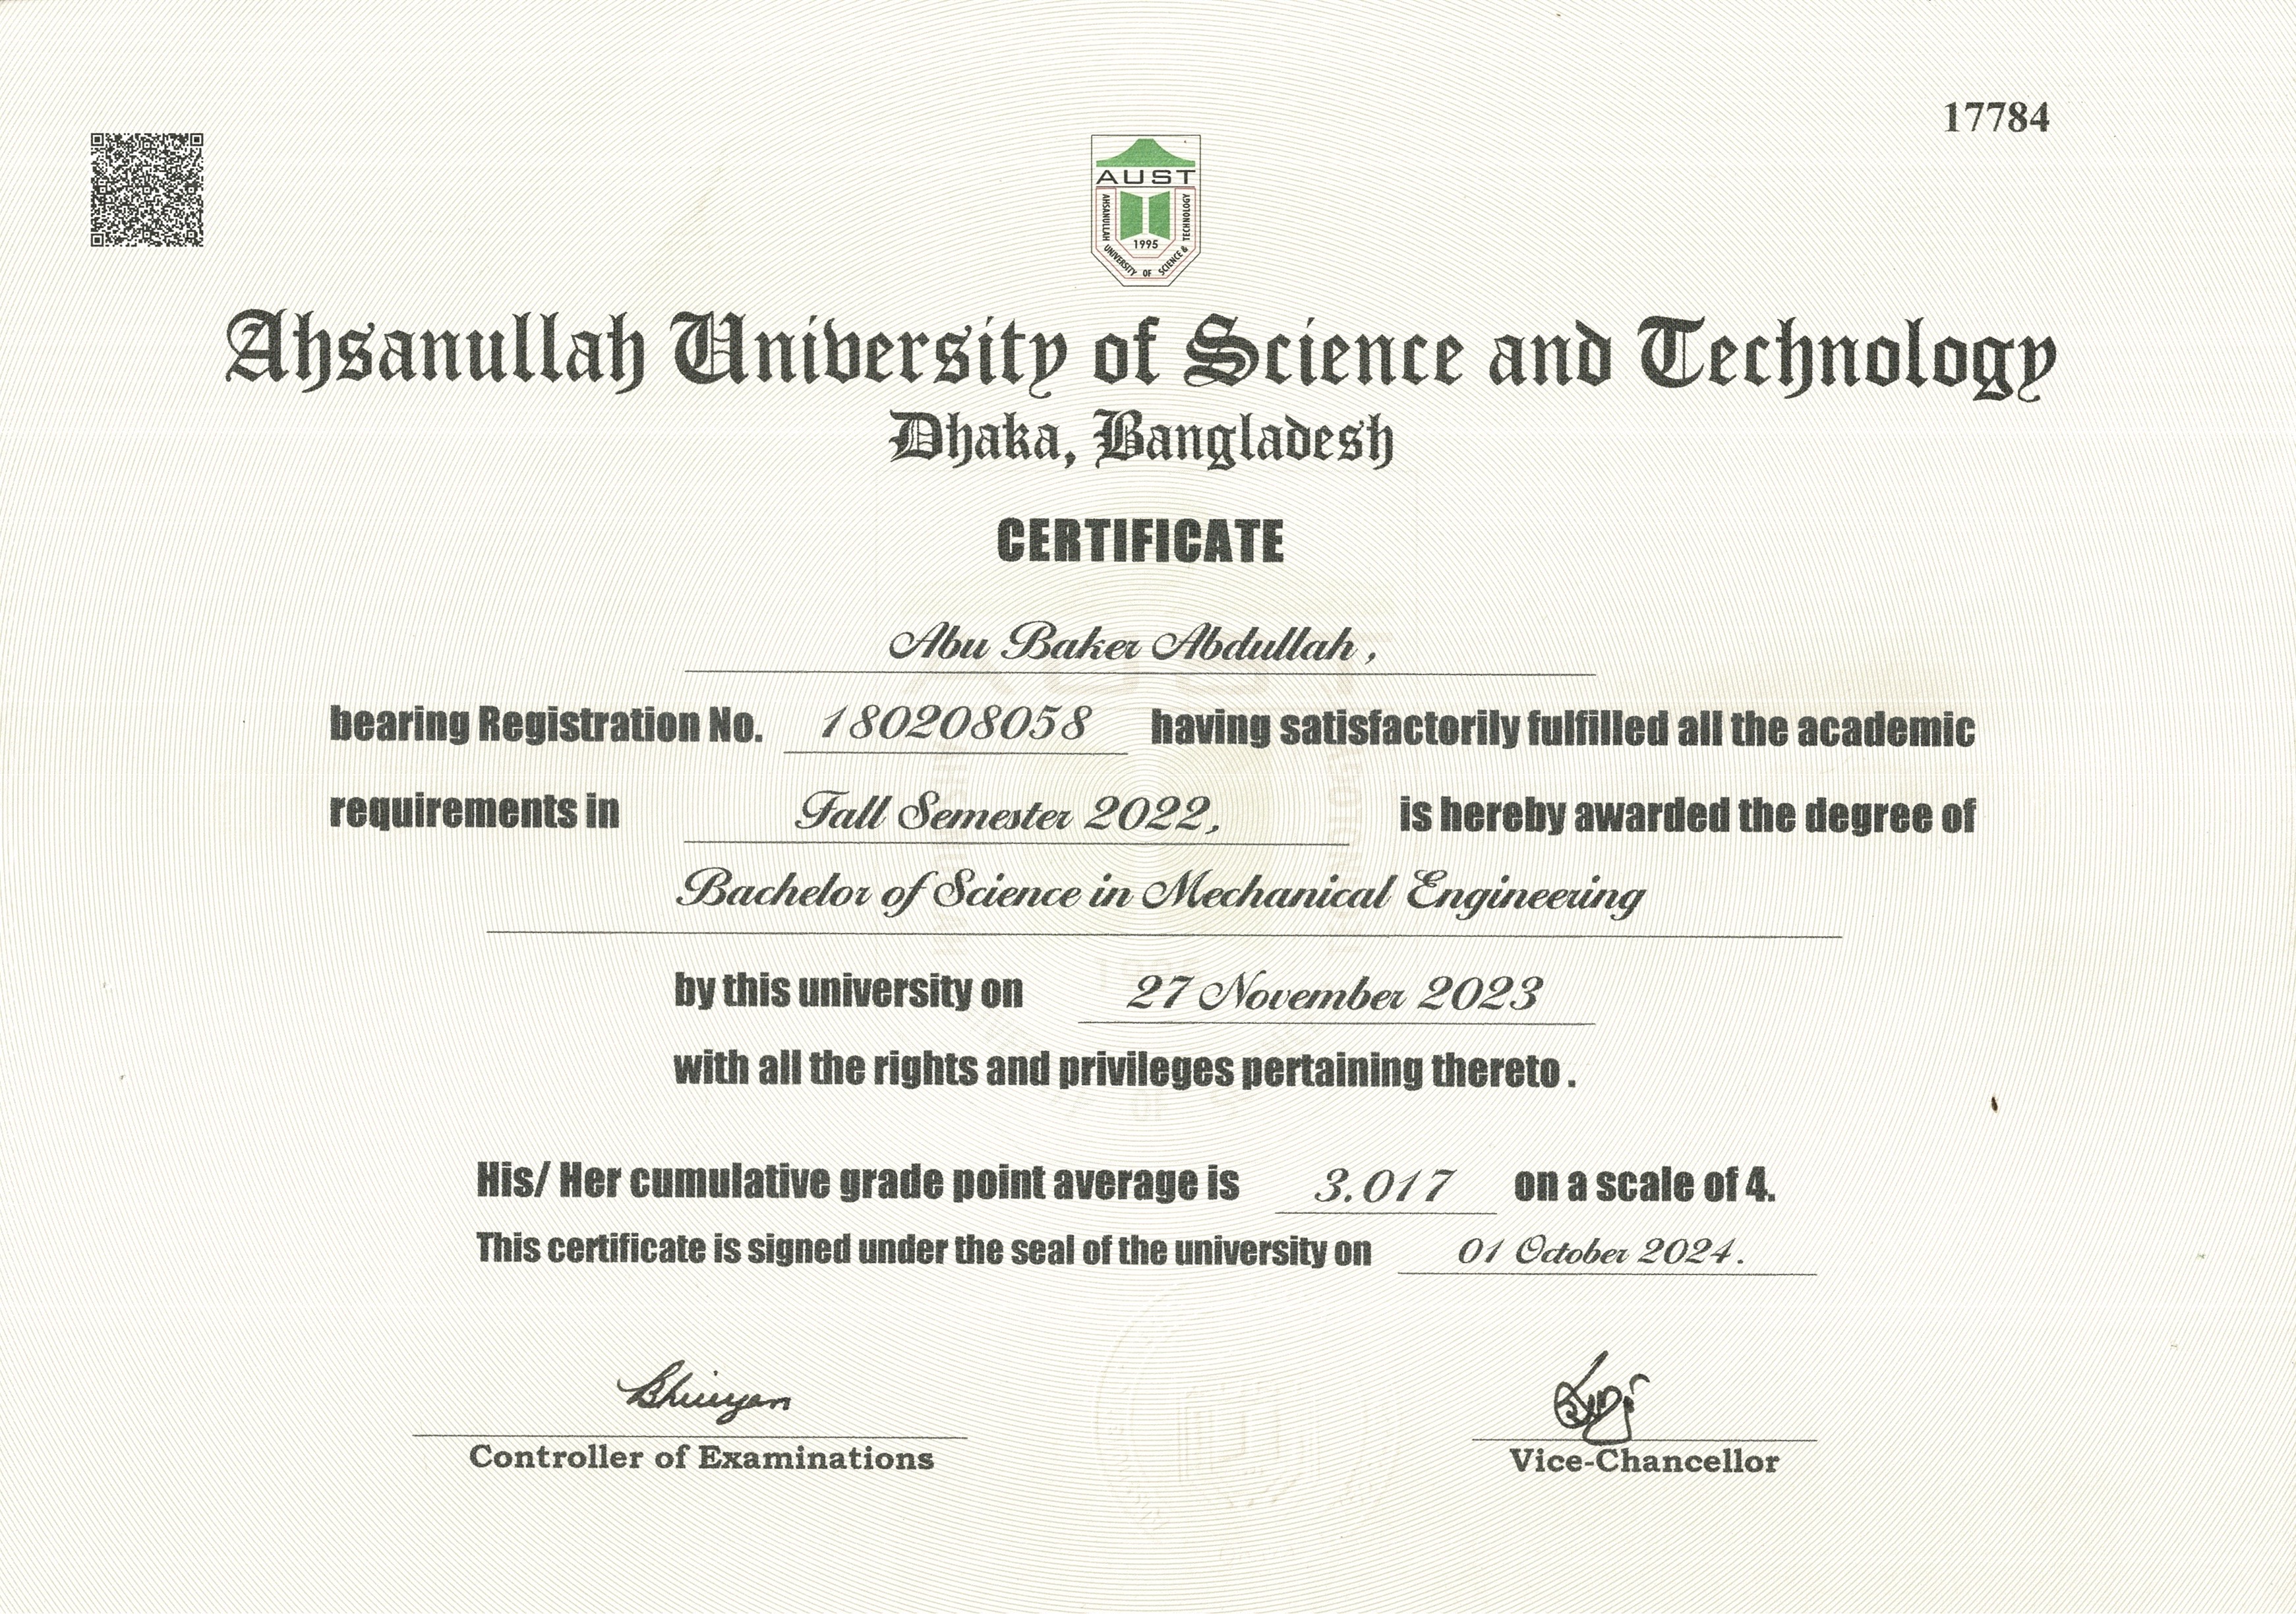 17784
AUST
AHSANULLAH UNIVERSITY OF SCIENCE & TECHNOLOGY
1995
Ahsanullah University of Science and Technology
Dhaka, Bangladesh
CERTIFICATE
Abu Baker Abdullah ,
bearing Registration No. 180208058 having satisfactorily fulfilled all the academic
requirements in Fall Semester 2022, is hereby awarded the degree of
Bachelor of Science in Mechanical Engineering
by this university on 27 November 2023
with all the rights and privileges pertaining thereto .
His/ Her cumulative grade point average is 3.017 on a scale of 4.
This certificate is signed under the seal of the university on 01 October 2024.
Bhuiyan
Controller of Examinations
Vice-Chancellor